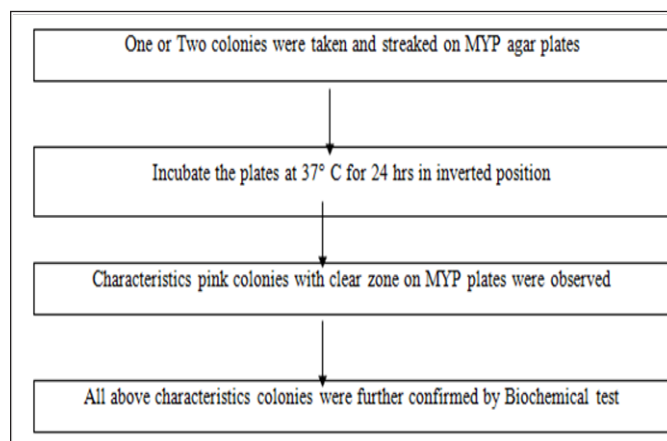 One or Two colonies were taken and streaked on MYP agar plates
Incubate the plates at 37° C for 24 hrs in inverted position
Characteristics pink colonies with clear zone on MYP plates were observed
All above characteristics colonies were further confirmed by Biochemical test